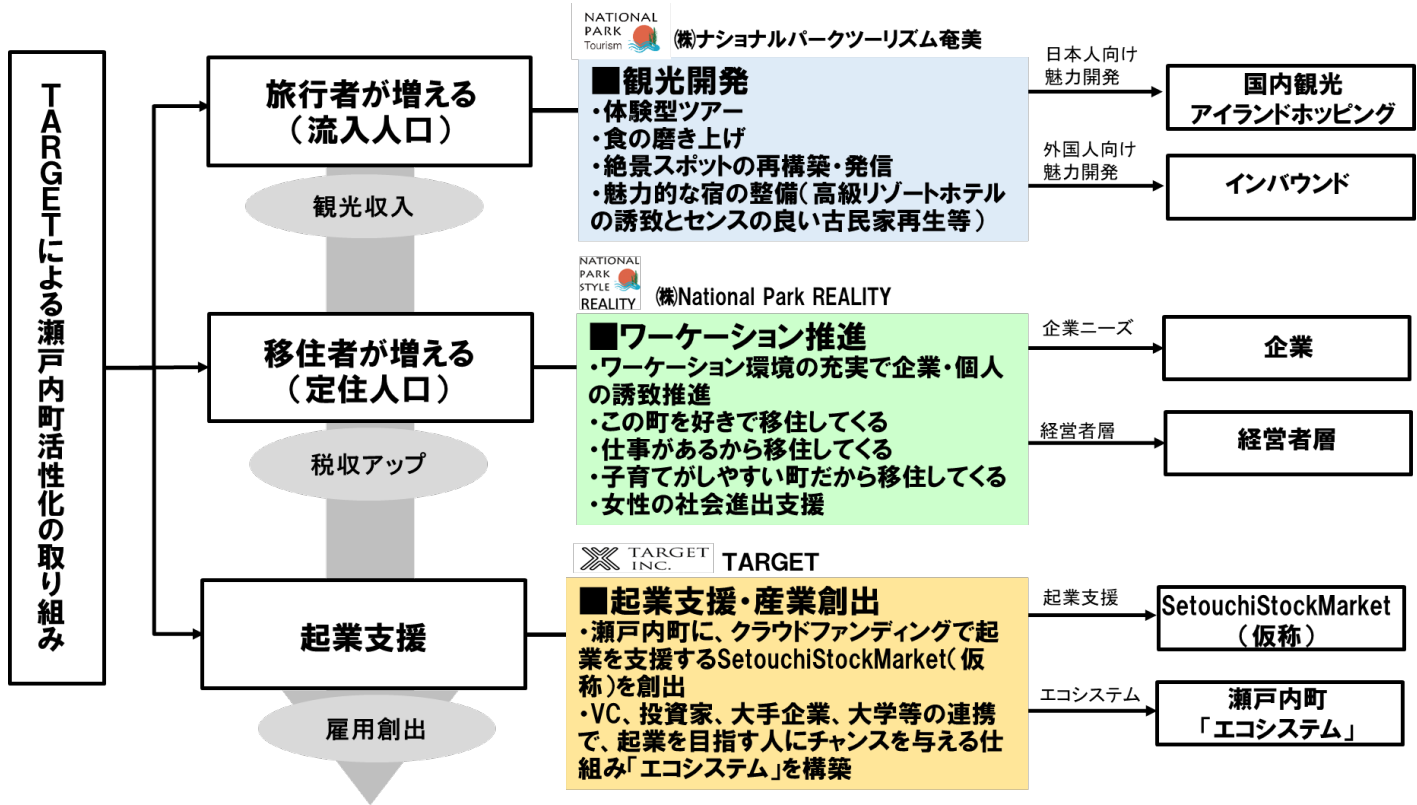 TARGETによる瀬戸内町活性化の取り組み
旅行者が増える
（流入人口）
観光収入
NATIONAL
PARK
Tourism
㈱ナショナルパークツーリズム奄美
■観光開発
・体験型ツアー
・食の磨き上げ
・絶景スポットの再構築・発信
・魅力的な宿の整備（高級リゾートホテル
の誘致とセンスの良い古民家再生等）
日本人向け
魅力開発
国内観光
アイランドホッピング
外国人向け
魅力開発
インバウンド
移住者が増える
（定住人口）
税収アップ
NATIONAL
PARK
STYLE
REALITY
㈱National Park REALITY
■ワーケーション推進
・ワーケーション環境の充実で企業・個人
の誘致推進
・この町を好きで移住してくる
・仕事があるから移住してくる
・子育てがしやすい町だから移住してくる
・女性の社会進出支援
企業ニーズ
企業
経営者層
経営者層
起業支援
雇用創出
TARGET
INC.
TARGET
■起業支援・産業創出
・瀬戸内町に、クラウドファンディングで起
業を支援するSetouchiStockMarket（仮
称）を創出
・VC、投資家、大手企業、大学等の連携
で、起業を目指す人にチャンスを与える仕
組み「エコシステム」を構築
起業支援
SetouchiStockMarket
（仮称）
エコシステム
瀬戸内町
「エコシステム」